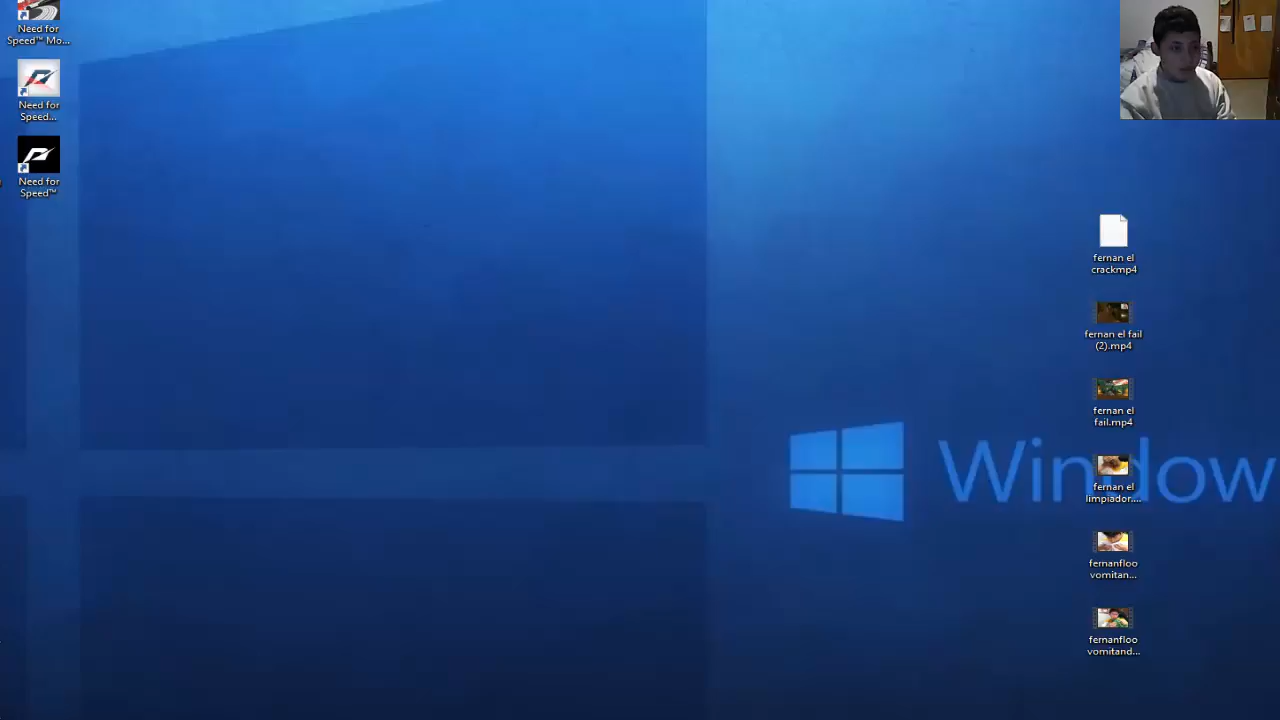 Need for
Speed™ Mo...
Need for
Speed...
Need for
Speed™
fernan el
crackmp4
fernan el fail
(2).mp4
fernan el
fail.mp4
fernan el
limpiador....
fernanfloo
vomitan...
fernanfloo
vomitand...
Window